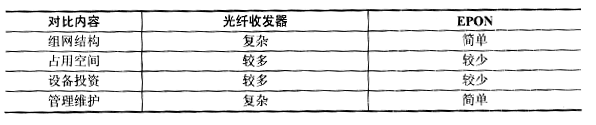 对比内容 光纤收发器 EPON
组网结构 复杂 简单
占用空间 较多 较少
设备投资 较多 较少
管理维护 复杂 简单